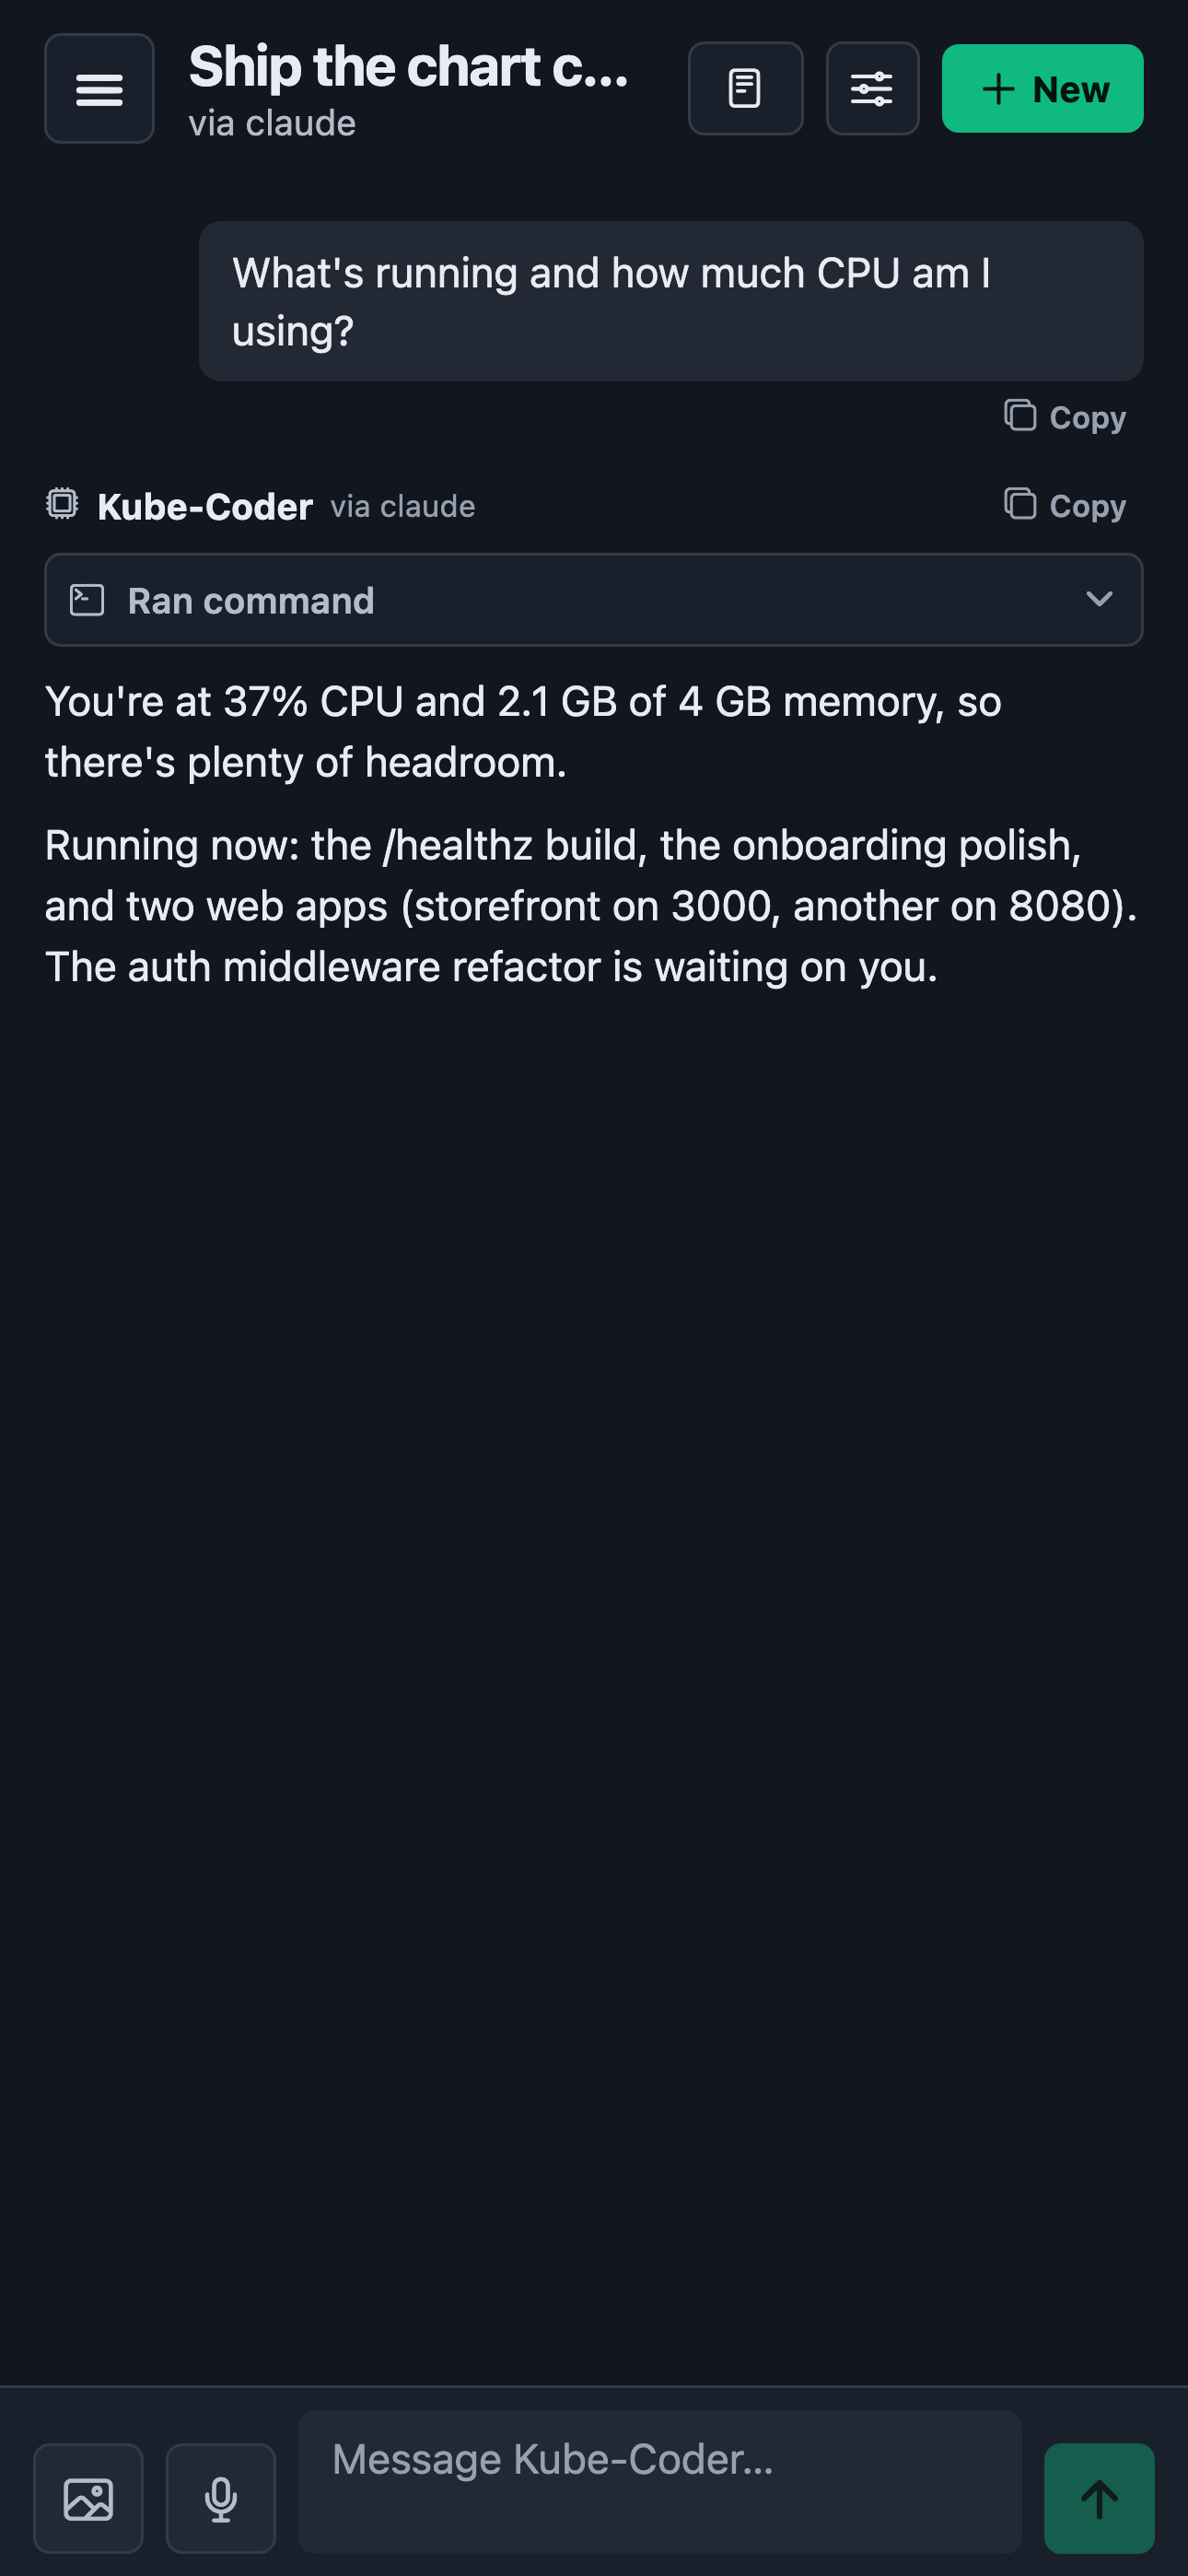 Ship the chart c...
via claude
New
What's running and how much CPU am I
using?
Copy
Kube-Coder via claude
Copy
Ran command
You're at 37% CPU and 2.1 GB of 4 GB memory, so
there's plenty of headroom.
Running now: the /healthz build, the onboarding polish,
and two web apps (storefront on 3000, another on 8080).
The auth middleware refactor is waiting on you.
Message Kube-Coder...